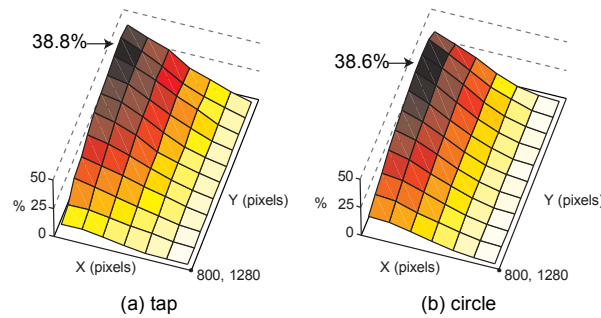 38.8%
50
25
%
0
X (pixels)
Y (pixels)
800, 1280
(a) tap
38.6%
50
25
%
0
X (pixels)
Y (pixels)
800, 1280
(b) circle